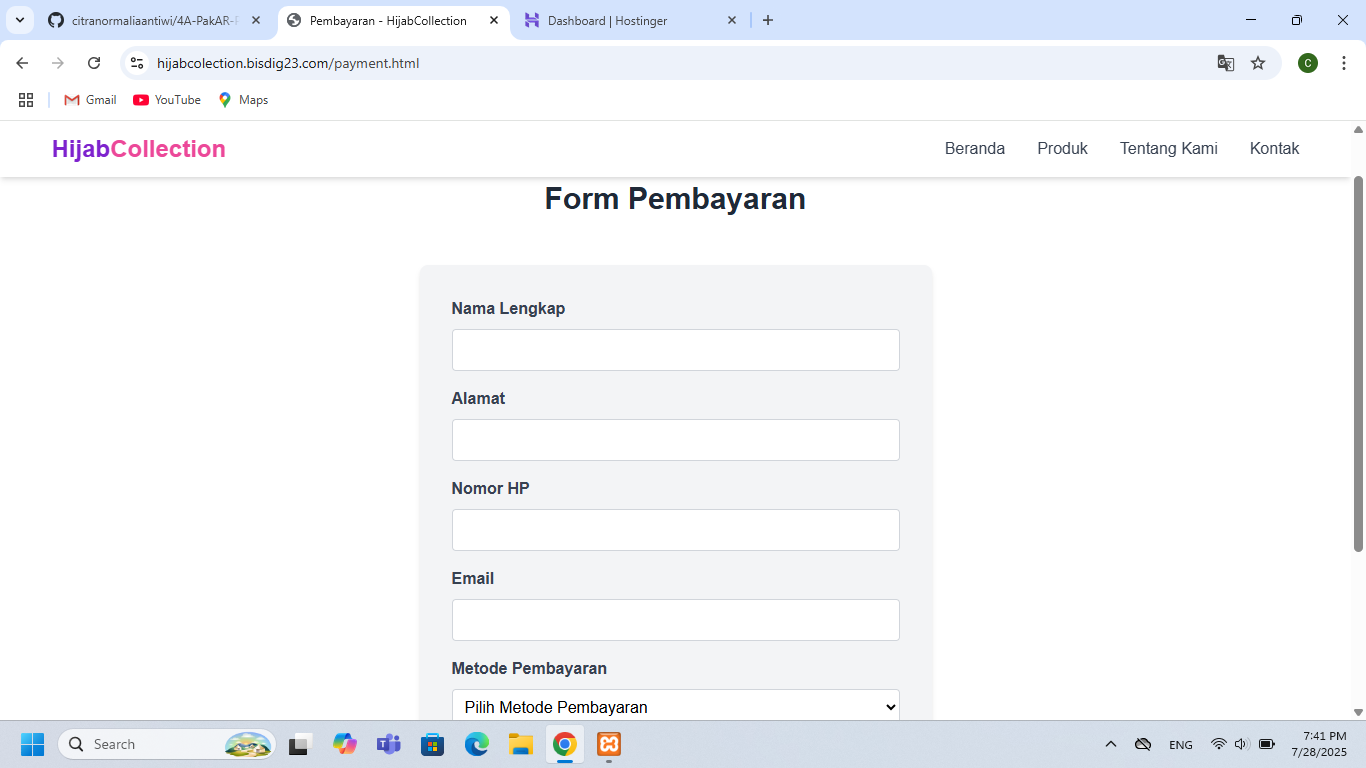 citranormaliaantiwi/4A-PakAR-F
Pembayaran - HijabCollection
Dashboard | Hostinger
hijabcolection.bisdig23.com/payment.html
C
Gmail
YouTube
Maps
HijabCollection
Beranda
Produk
Tentang Kami
Kontak
Form Pembayaran
Nama Lengkap
Alamat
Nomor HP
Email
Metode Pembayaran
Pilih Metode Pembayaran
Search
ENG
7:41 PM
7/28/2025